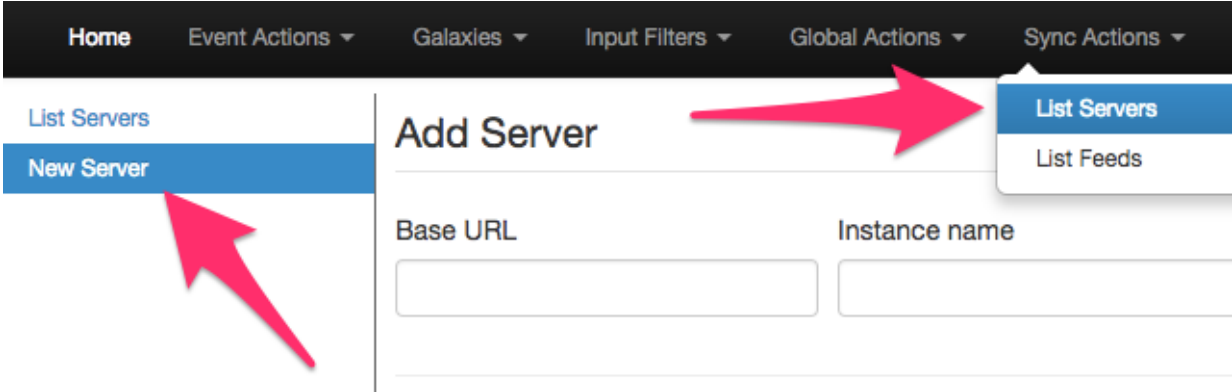 Home Event Actions Galaxies Input Filters Global Actions Sync Actions
List Servers
New Server
Add Server
List Servers
List Feeds
Base URL Instance name